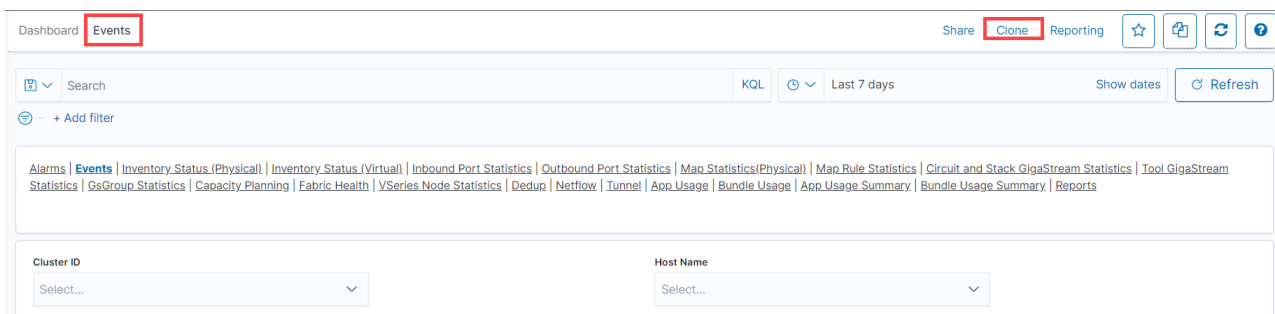 Dashboard Events Share Clone Reporting
Search KQL Last 7 days Show dates Refresh
+ Add filter
Alarms | Events | Inventory Status (Physical) | Inventory Status (Virtual) | Inbound Port Statistics | Outbound Port Statistics | Map Statistics(Physical) | Map Rule Statistics | Circuit and Stack GigaStream Statistics | Tool GigaStream
Statistics | GsGroup Statistics | Capacity Planning | Fabric Health | VSeries Node Statistics | Dedup | Netflow | Tunnel | App Usage | Bundle Usage | App Usage Summary | Bundle Usage Summary | Reports
Cluster ID Host Name
Select... Select...